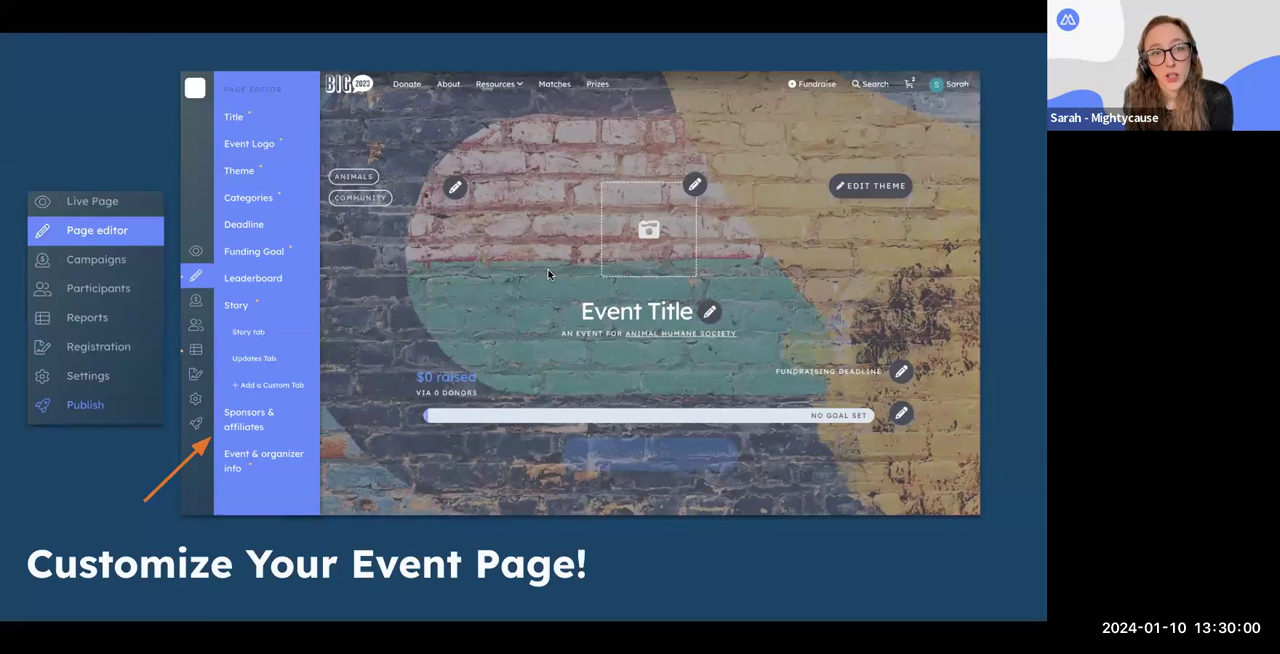 PAGE EDITOR
Title
Event Logo
Theme
Categories
Deadline
Funding Goal
Leaderboard
Story
Story tab
Updates Tab
+ Add a Custom Tab
Sponsors &
affiliates
Event & organizer
info
Live Page
Page editor
Campaigns
Participants
Reports
Registration
Settings
Publish
BIG 2023
Donate
About
Resources
Matches
Prizes
Fundraise
Search
2
S
Sarah
ANIMALS
COMMUNITY
EDIT THEME
Event Title
AN EVENT FOR ANIMAL HUMANE SOCIETY
$0 raised
VIA 0 DONORS
FUNDRAISING DEADLINE
NO GOAL SET
Customize Your Event Page!
Sarah - Mightycause
2024-01-10 13:30:00